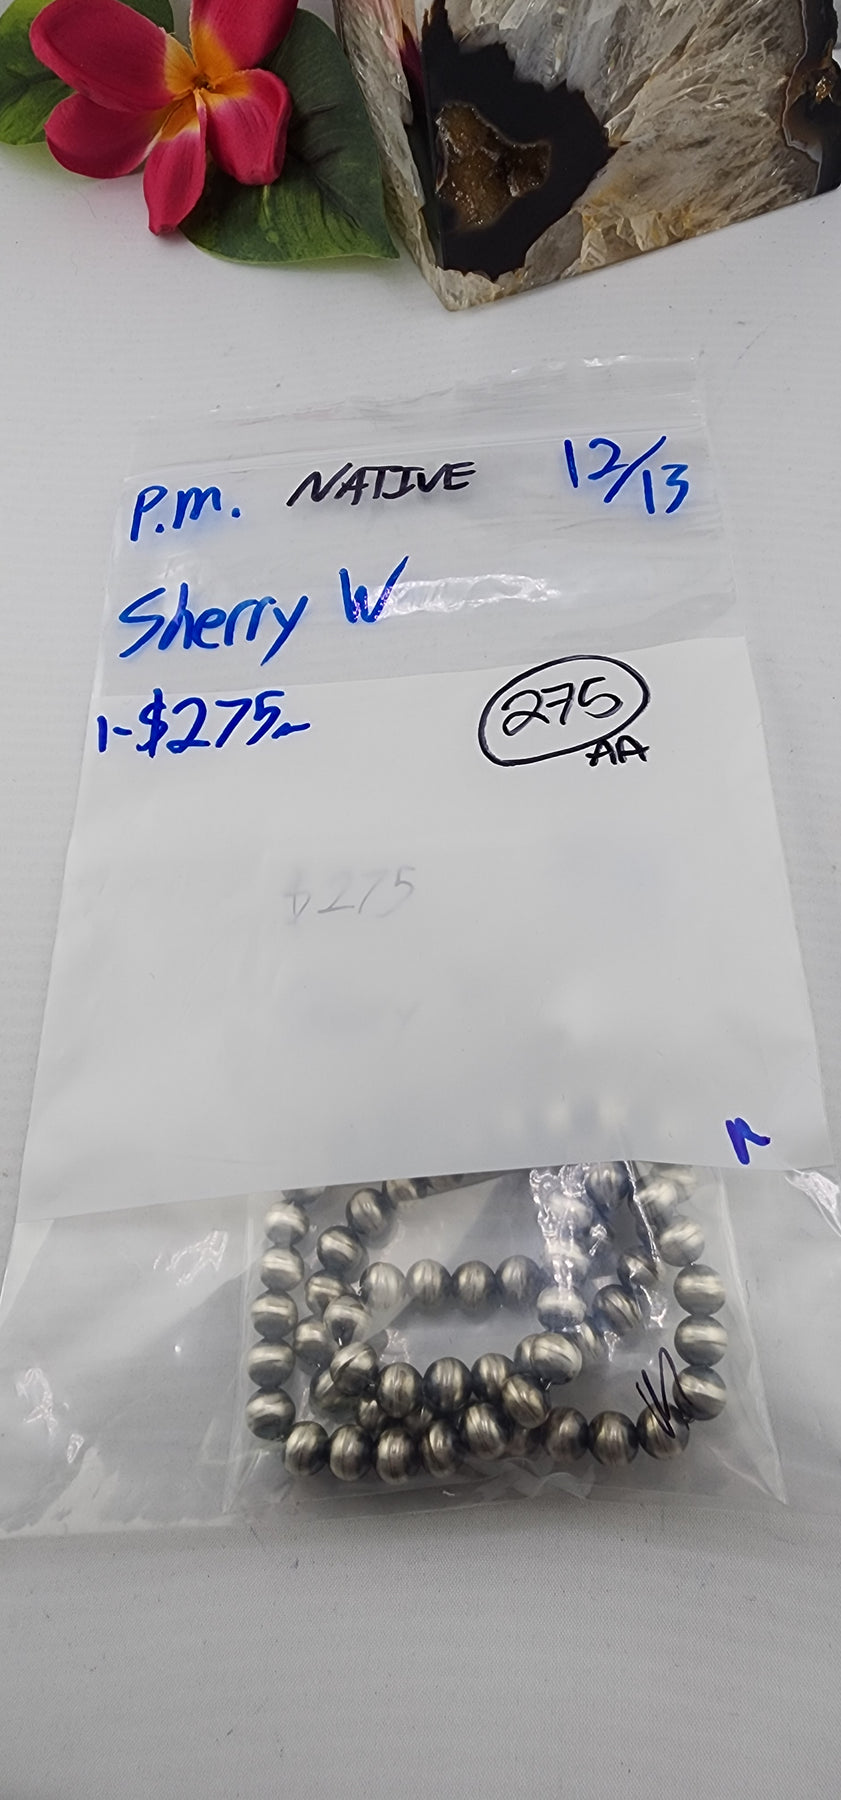 P.M. NATIVE 12/13
Sherry W
1-$275
275
AA
$275